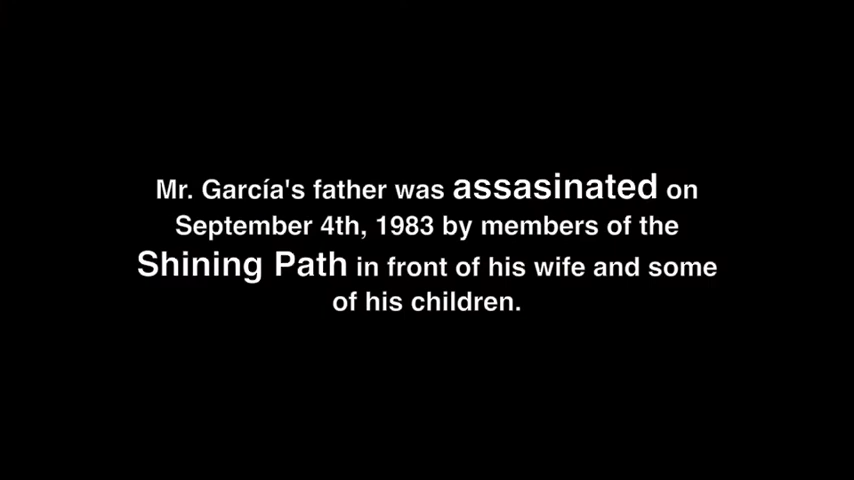 Mr. García's father was assasinated on
September 4th, 1983 by members of the
Shining Path in front of his wife and some
of his children.